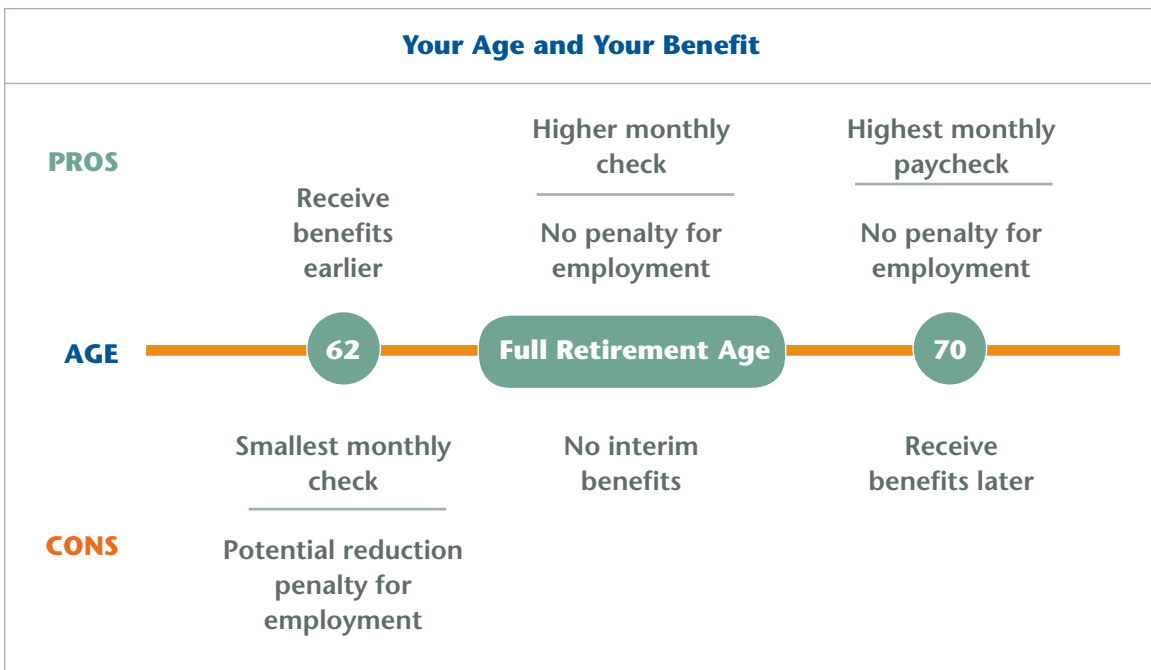 Your Age and Your Benefit
PROS
Receive
benefits
earlier
Higher monthly
check
No penalty for
employment
Highest monthly
paycheck
No penalty for
employment
AGE
62
Full Retirement Age
70
CONS
Smallest monthly
check
Potential reduction
penalty for
employment
No interim
benefits
Receive
benefits later